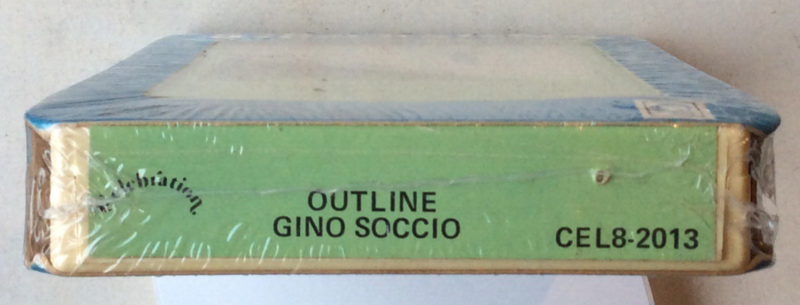 Celebration.
OUTLINE
GINO SOCCIO
CEL8-2013